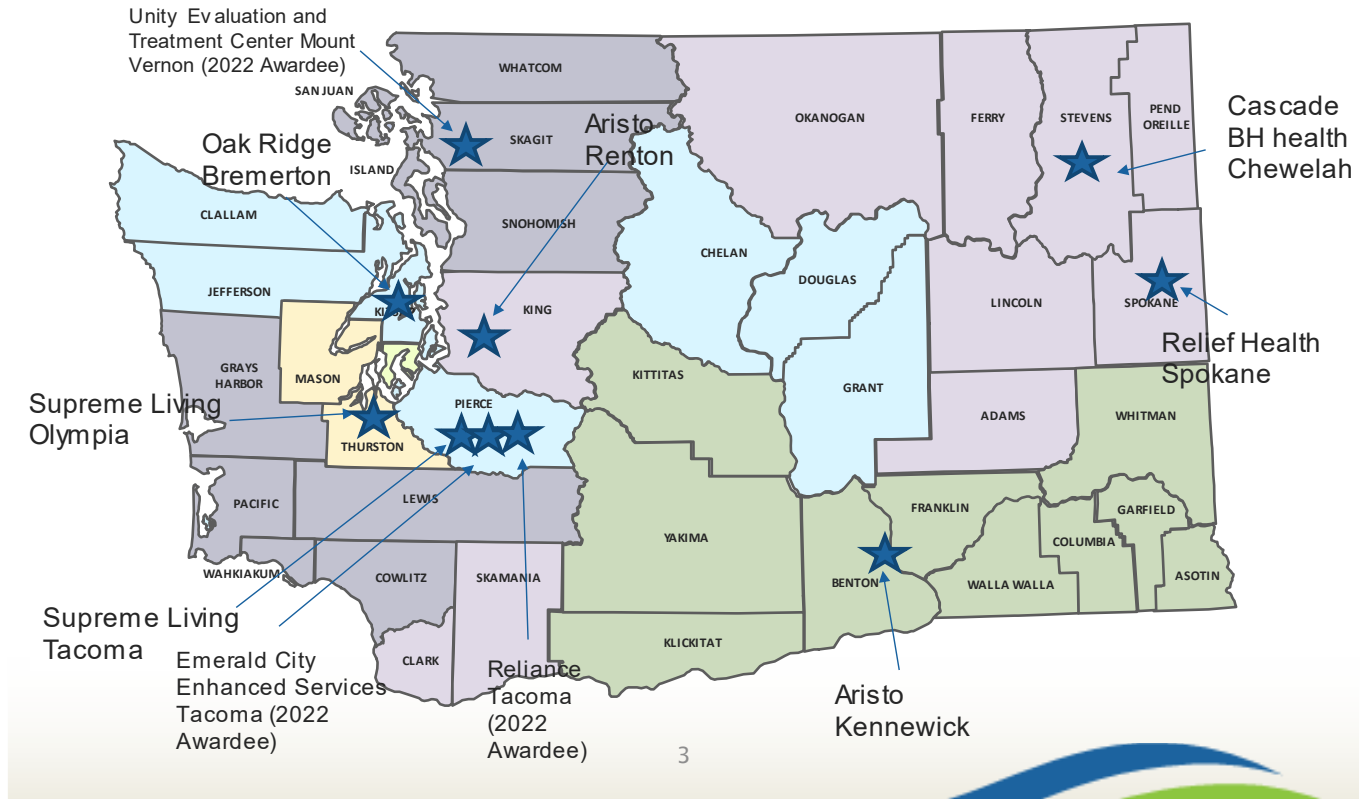 Unity Evaluation and
Treatment Center Mount
Vernon (2022 Awardee)
WHATCOM
SAN JUAN
SKAGIT
ISLAND
Aristo
Renton
Oak Ridge
Bremerton
OKANOGAN
FERRY
STEVENS
PEND
OREILLE
Cascade
BH health
Chewelah
CLALLAM
SNOHOMISH
CHELAN
DOUGLAS
JEFFERSON
KING
LINCOLN
SPOKANE
Relief Health
Spokane
GRAYS
HARBOR
MASON
KITTITAS
GRANT
ADAMS
WHITMAN
Supreme Living
Olympia
PIERCE
THURSTON
PACIFIC
LEWIS
YAKIMA
FRANKLIN
GARFIELD
COLUMBIA
WAHKIAKUM
COWLITZ
SKAMANIA
BENTON
WALLA WALLA
ASOTIN
Supreme Living
Tacoma
KLICKITAT
CLARK
Emerald City
Enhanced Services
Tacoma (2022
Awardee)
Reliance
Tacoma
(2022
Awardee)
Aristo
Kennewick
3